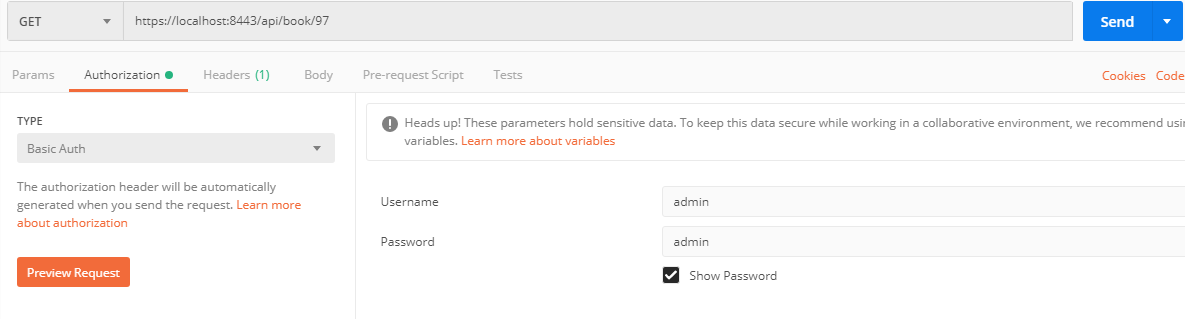 GET https://localhost:8443/api/book/97 Send
Params Authorization Headers (1) Body Pre-request Script Tests Cookies Code
TYPE
Basic Auth
The authorization header will be automatically
generated when you send the request. Learn more
about authorization
Preview Request
Heads up! These parameters hold sensitive data. To keep this data secure while working in a collaborative environment, we recommend
variables. Learn more about variables
Username admin
Password admin
Show Password